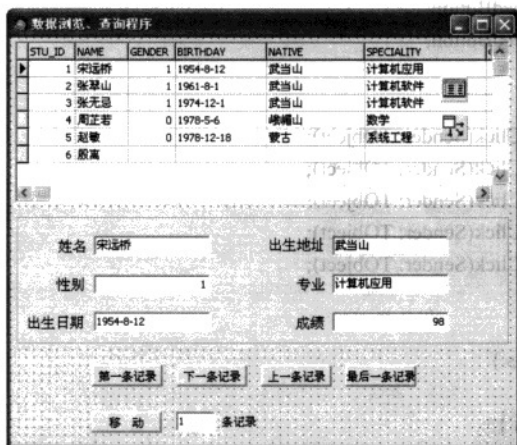 数据浏览、查询程序
STU_ID NAME GENDER BIRTHDAY NATIVE SPECIALITY
1 宋远桥 1 1954-8-12 武当山 计算机应用
2 张翠山 1 1961-8-1 武当山 计算机软件
3 张无忌 1 1974-12-1 武当山 计算机软件
4 周芷若 0 1978-5-6 峨嵋山 数学
5 赵敏 0 1978-12-18 蒙古 系统工程
6 殷离
姓名 宋远桥 出生地址 武当山
性别 1 专业 计算机应用
出生日期 1954-8-12 成绩 98
第一条记录 下一条记录 上一条记录 最后一条记录
移 动 1 条记录